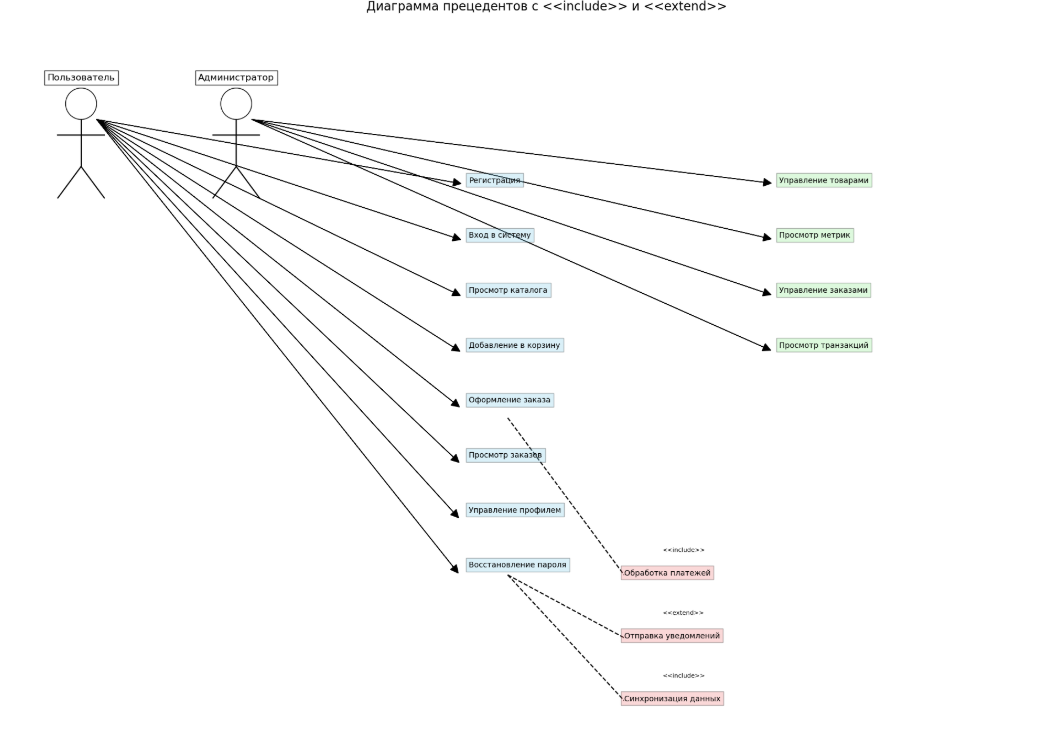 Диаграмма прецедентов с <<include>> и <<extend>>
Пользователь
Администратор
Регистрация
Управление товарами
Вход в систему
Просмотр метрик
Просмотр каталога
Управление заказами
Добавление в корзину
Просмотр транзакций
Оформление заказа
Просмотр заказов
Управление профилем
<<include>>
Восстановление пароля
Обработка платежей
<<extend>>
Отправка уведомлений
<<include>>
Синхронизация данных